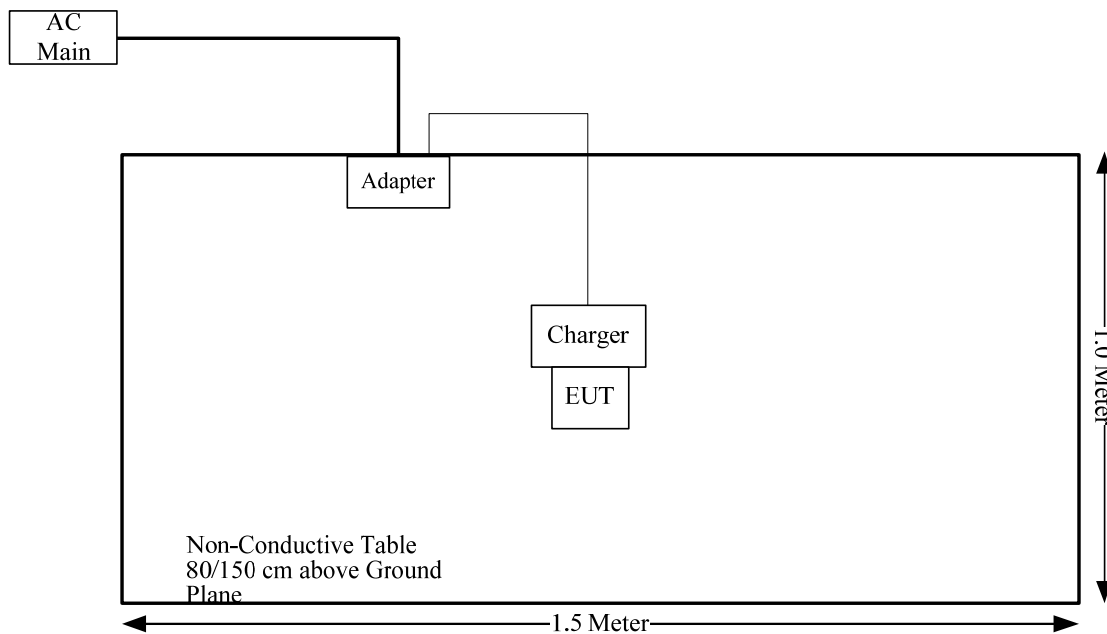 AC
Main
Adapter
Charger
EUT
1.0 Meter
Non-Conductive Table
80/150 cm above Ground
Plane
1.5 Meter